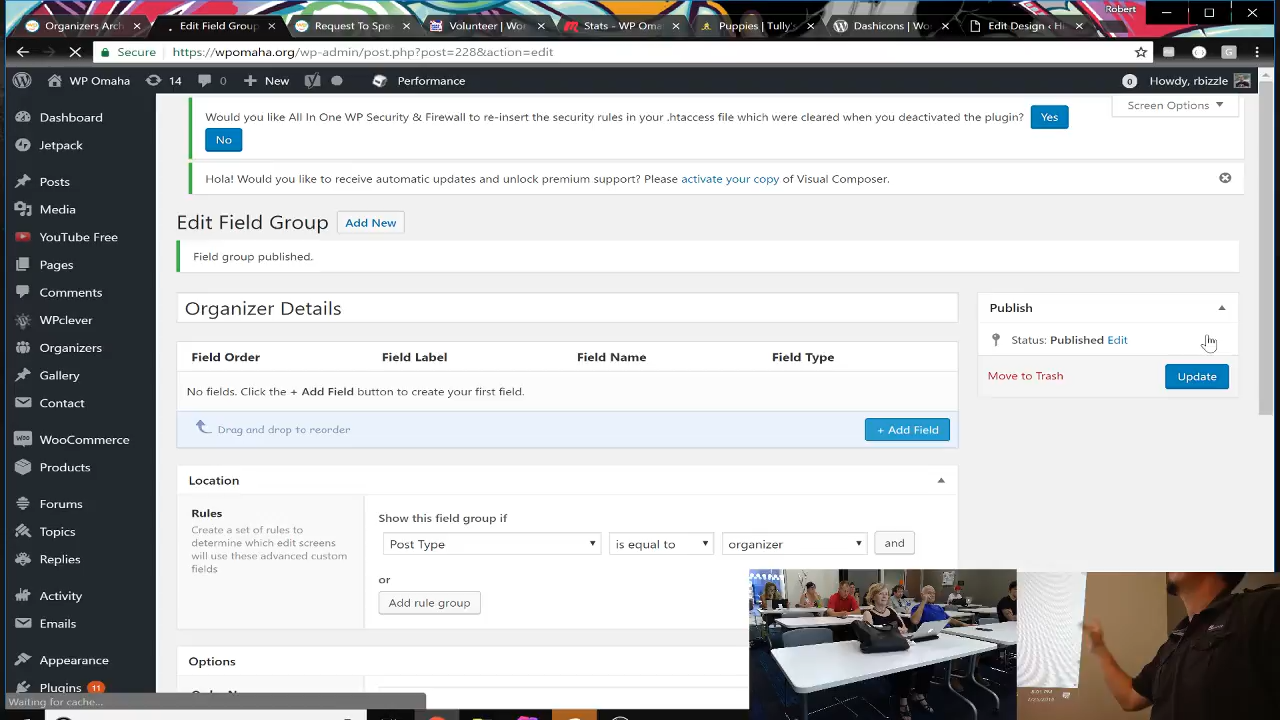 Robert
Organizers Arch
Edit Field Group
Request To Spe
Volunteer | Wo
Stats - WP Oma
Puppies | Tully's
Dashicons | Wo
Edit Design < Hi
Secure
https://wpomaha.org/wp-admin/post.php?post=228&action=edit
WP Omaha
14
0
New
Performance
0
Howdy, rbizzle
Screen Options
Would you like All In One WP Security & Firewall to re-insert the security rules in your .htaccess file which were cleared when you deactivated the plugin?
Yes
No
Hola! Would you like to receive automatic updates and unlock premium support? Please activate your copy of Visual Composer.
Dashboard
Jetpack
Posts
Media
YouTube Free
Pages
Comments
WPclever
Organizers
Gallery
Contact
WooCommerce
Products
Forums
Topics
Replies
Activity
Emails
Appearance
Plugins 11
Edit Field Group
Add New
Field group published.
Organizer Details
Field Order
Field Label
Field Name
Field Type
No fields. Click the + Add Field button to create your first field.
Drag and drop to reorder
+ Add Field
Publish
Status: Published Edit
Move to Trash
Update
Location
Rules
Create a set of rules to
determine which edit screens
will use these advanced custom
fields
Show this field group if
Post Type
is equal to
organizer
and
or
Add rule group
Options
Waiting for cache...